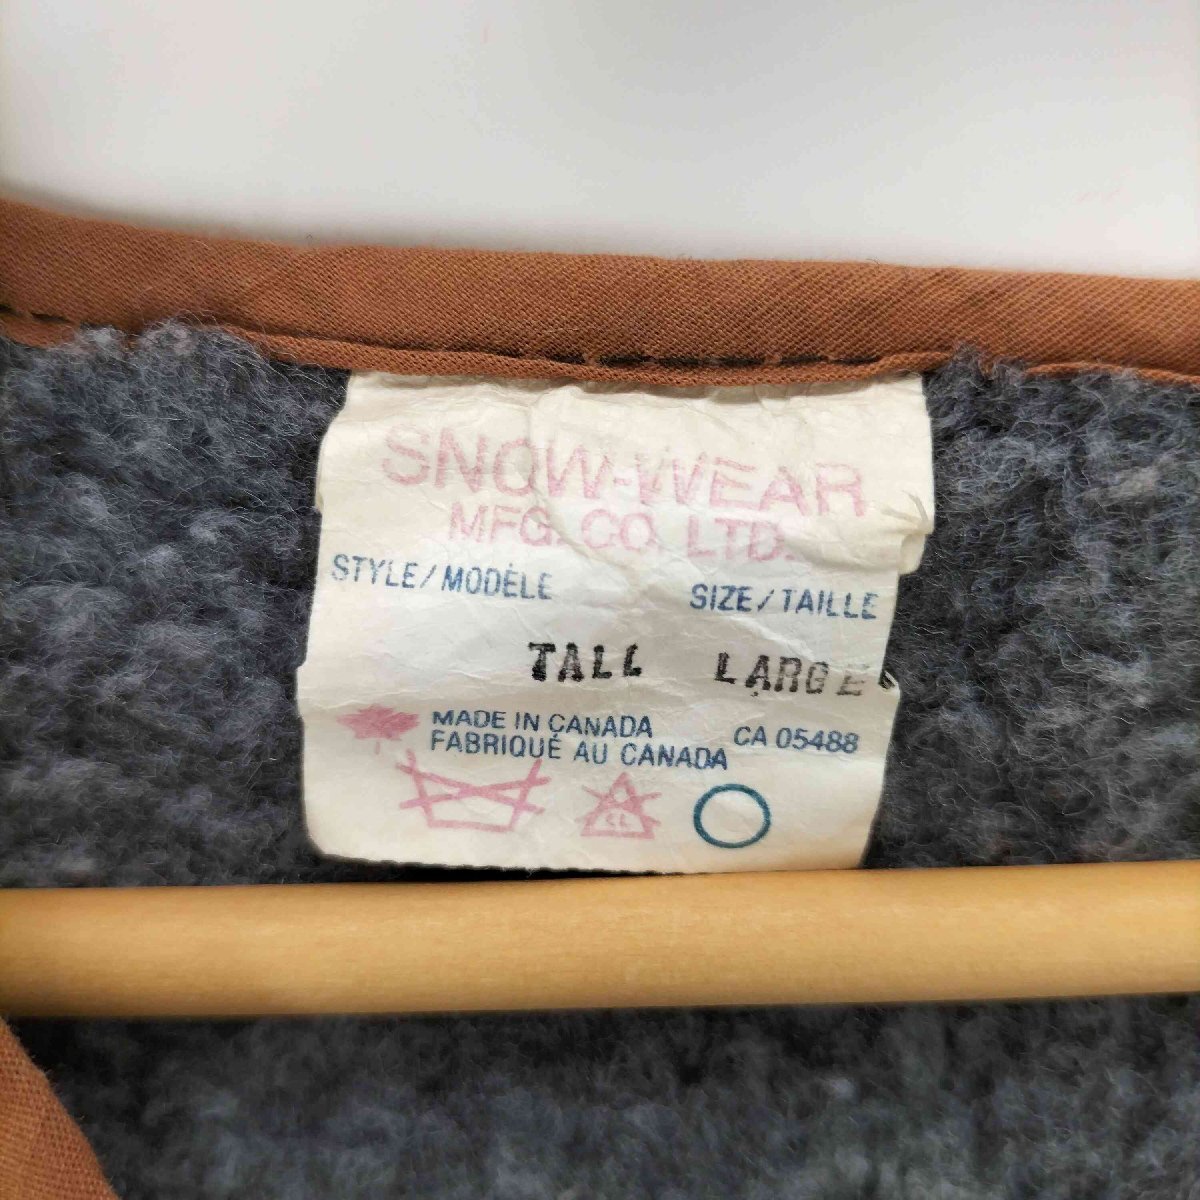 SNOW-WEAR
MFG. CO. LTD.
STYLE/MODÈLE SIZE/TAILLE
TALL LARGE
MADE IN CANADA
FABRIQUÉ AU CANADA CA 05488
CL